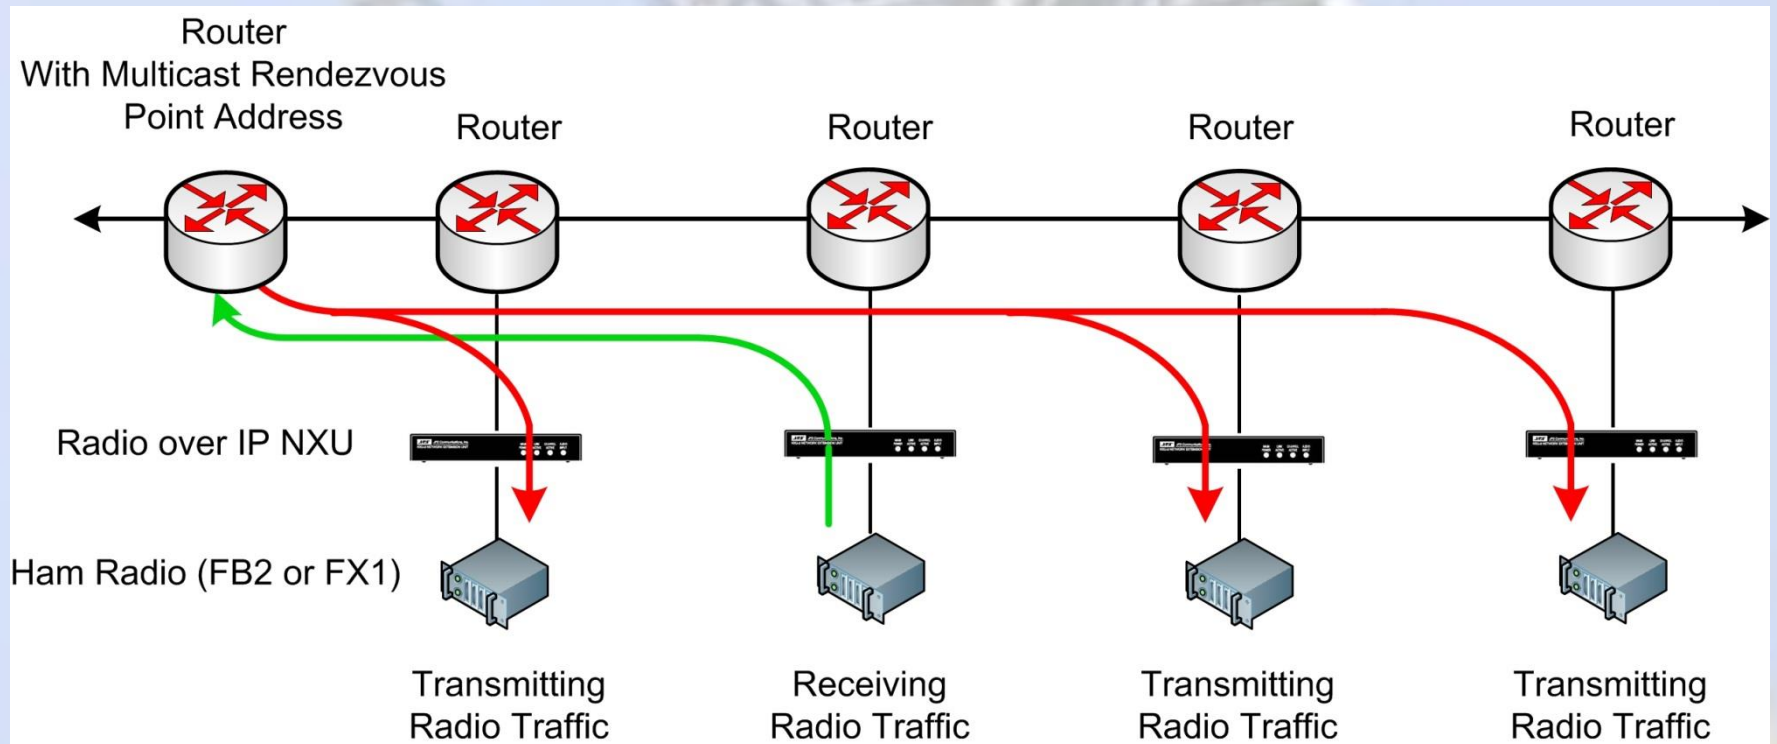 Router
With Multicast Rendezvous
Point Address
Router
Router
Router
Router
Radio over IP NXU
Ham Radio (FB2 or FX1)
Transmitting
Radio Traffic
Receiving
Radio Traffic
Transmitting
Radio Traffic
Transmitting
Radio Traffic